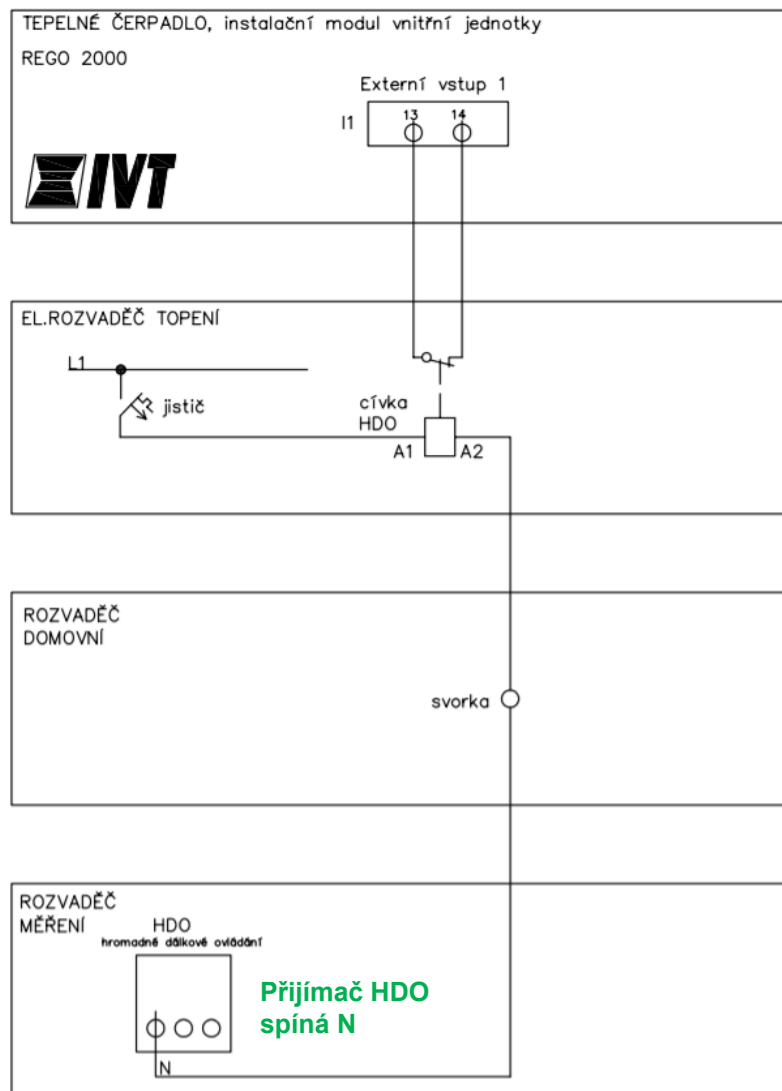 TEPELNÉ ČERPADLO, instalační modul vnitřní jednotky
REGO 2000
Externí vstup 1
I1
13
14
IVT
EL.ROZVADĚČ TOPENÍ
L1
jistič
cívka
HDO
A1
A2
ROZVADĚČ
DOMOVNÍ
svorka
ROZVADĚČ
MĚŘENÍ
HDO
hromadné dálkové ovládání
Přijímač HDO
spíná N
N